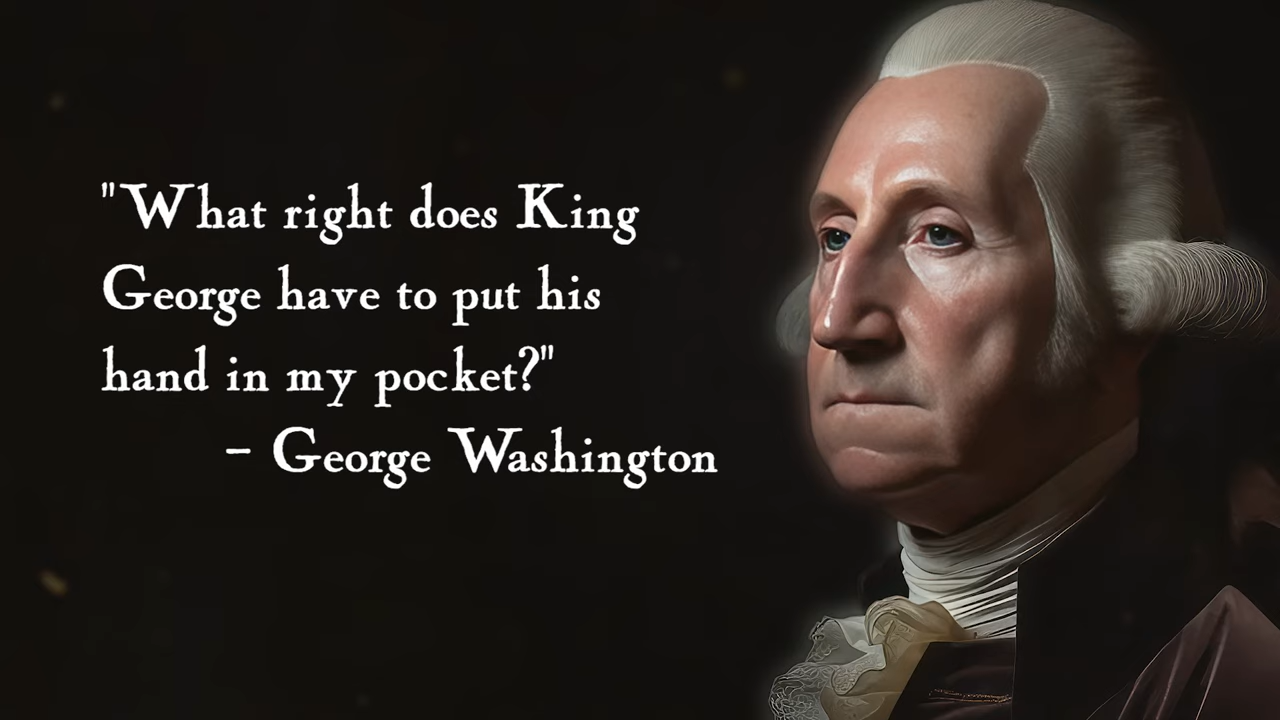 "What right does King
George have to put his
hand in my pocket?"
- George Washington